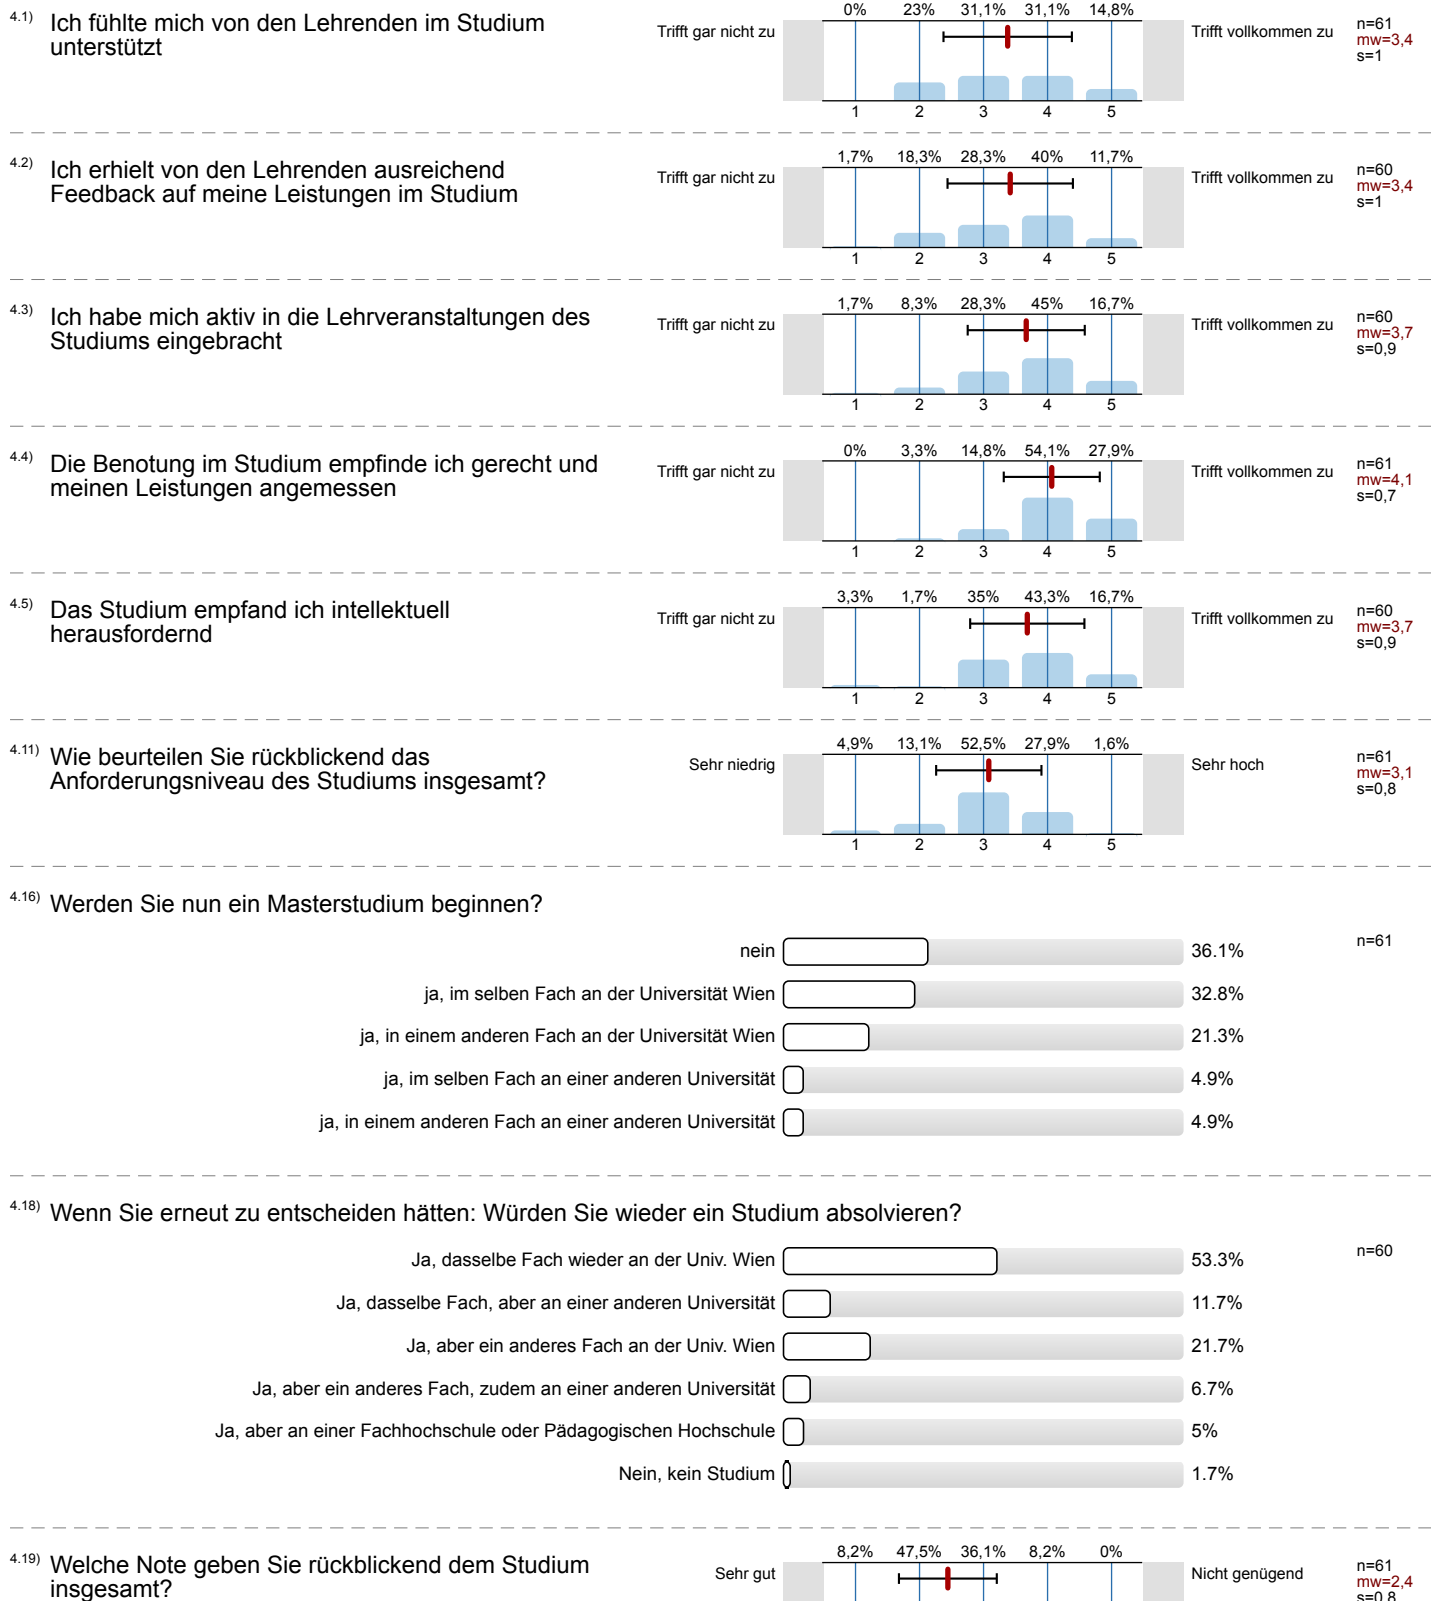 4.1) Ich fühlte mich von den Lehrenden im Studium
unterstützt
Trifft gar nicht zu
0% 23% 31,1% 31,1% 14,8%
1 2 3 4 5
Trifft vollkommen zu
n=61
mw=3,4
s=1
4.2) Ich erhielt von den Lehrenden ausreichend
Feedback auf meine Leistungen im Studium
Trifft gar nicht zu
1,7% 18,3% 28,3% 40% 11,7%
1 2 3 4 5
Trifft vollkommen zu
n=60
mw=3,4
s=1
4.3) Ich habe mich aktiv in die Lehrveranstaltungen des
Studiums eingebracht
Trifft gar nicht zu
1,7% 8,3% 28,3% 45% 16,7%
1 2 3 4 5
Trifft vollkommen zu
n=60
mw=3,7
s=0,9
4.4) Die Benotung im Studium empfinde ich gerecht und
meinen Leistungen angemessen
Trifft gar nicht zu
0% 3,3% 14,8% 54,1% 27,9%
1 2 3 4 5
Trifft vollkommen zu
n=61
mw=4,1
s=0,7
4.5) Das Studium empfand ich intellektuell
herausfordernd
Trifft gar nicht zu
3,3% 1,7% 35% 43,3% 16,7%
1 2 3 4 5
Trifft vollkommen zu
n=60
mw=3,7
s=0,9
4.11) Wie beurteilen Sie rückblickend das
Anforderungsniveau des Studiums insgesamt?
Sehr niedrig
4,9% 13,1% 52,5% 27,9% 1,6%
1 2 3 4 5
Sehr hoch
n=61
mw=3,1
s=0,8
4.16) Werden Sie nun ein Masterstudium beginnen?
nein 36.1% n=61
ja, im selben Fach an der Universität Wien 32.8%
ja, in einem anderen Fach an der Universität Wien 21.3%
ja, im selben Fach an einer anderen Universität 4.9%
ja, in einem anderen Fach an einer anderen Universität 4.9%
4.18) Wenn Sie erneut zu entscheiden hätten: Würden Sie wieder ein Studium absolvieren?
Ja, dasselbe Fach wieder an der Univ. Wien 53.3% n=60
Ja, dasselbe Fach, aber an einer anderen Universität 11.7%
Ja, aber ein anderes Fach an der Univ. Wien 21.7%
Ja, aber ein anderes Fach, zudem an einer anderen Universität 6.7%
Ja, aber an einer Fachhochschule oder Pädagogischen Hochschule 5%
Nein, kein Studium 1.7%
4.19) Welche Note geben Sie rückblickend dem Studium
insgesamt?
Sehr gut
8,2% 47,5% 36,1% 8,2% 0%
Nicht genügend
n=61
mw=2,4
s=0,8